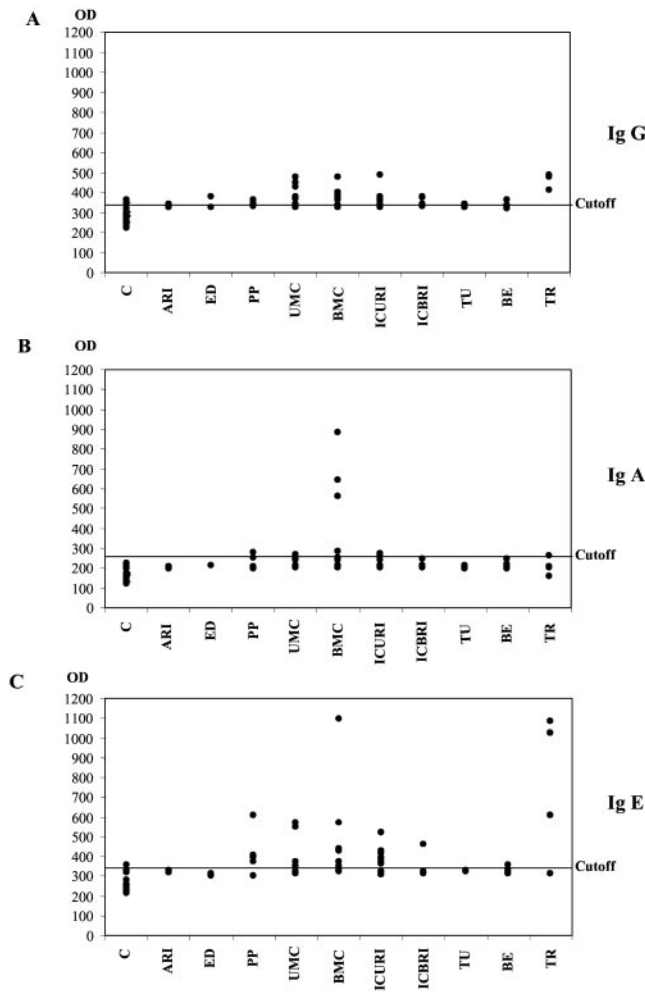 A
OD
1200
1100
1000
900
800
700
600
500
400
300
200
100
0
Ig G
Cutoff
C ARI ED PP UMC BMC ICURI ICBRI TU BE TR
B
OD
1200
1100
1000
900
800
700
600
500
400
300
200
100
0
Ig A
Cutoff
C ARI ED PP UMC BMC ICURI ICBRI TU BE TR
C
OD
1200
1100
1000
900
800
700
600
500
400
300
200
100
0
Ig E
Cutoff
C ARI ED PP UMC BMC ICURI ICBRI TU BE TR